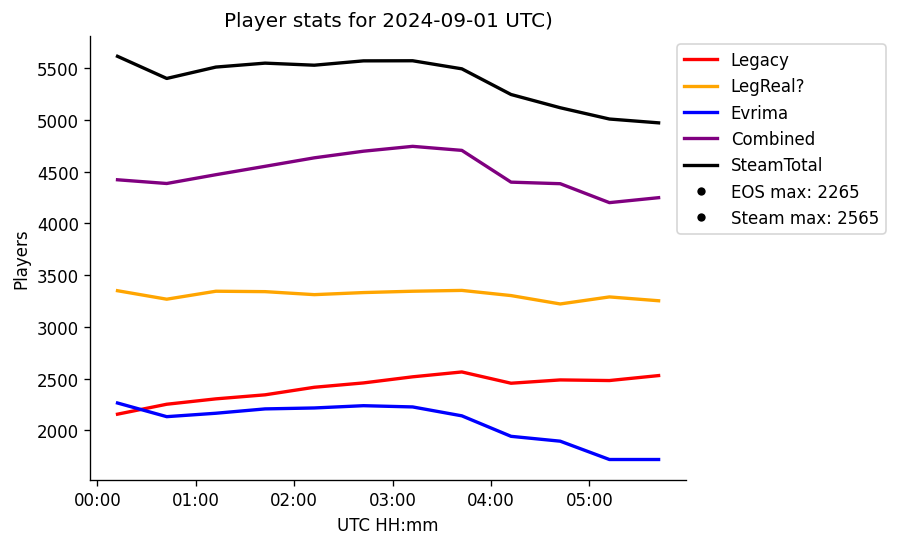 Player stats for 2024-09-01 UTC)
Players
5500
5000
4500
4000
3500
3000
2500
2000
00:00 01:00 02:00 03:00 04:00 05:00
UTC HH:mm
Legacy
LegReal?
Evrima
Combined
SteamTotal
EOS max: 2265
Steam max: 2565